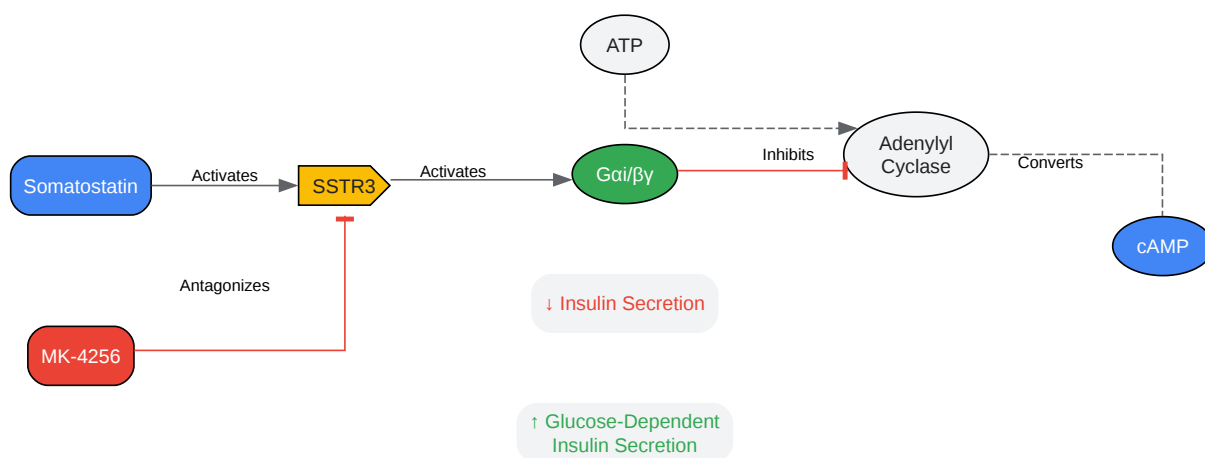 ATP
Somatostatin
Activates
SSTR3
Activates
Gαi/βγ
Inhibits
Adenylyl
Cyclase
Converts
cAMP
Antagonizes
MK-4256
↓ Insulin Secretion
↑ Glucose-Dependent
Insulin Secretion